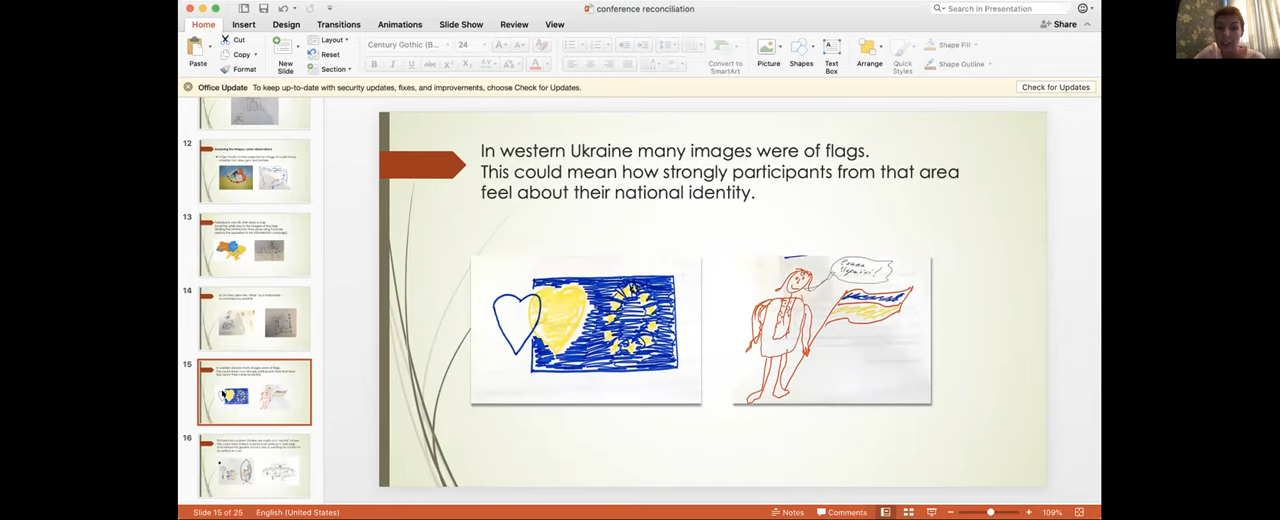 conference reconciliation
Search in Presentation
Home Insert Design Transitions Animations Slide Show Review View
Share
Paste
Cut
Copy
Format
New
Slide
Layout
Reset
Section
Century Gothic (B...
24
Convert to
SmartArt
Picture
Shapes
Text
Box
Arrange
Quick
Styles
Shape Fill
Shape Outline
Office Update To keep up-to-date with security updates, fixes, and improvements, choose Check for Updates.
Check for Updates
12
13
14
15
16
In western Ukraine many images were of flags.
This could mean how strongly participants from that area
feel about their national identity.
Слава
Україні!
Slide 15 of 25
English (United States)
Notes
Comments
109%